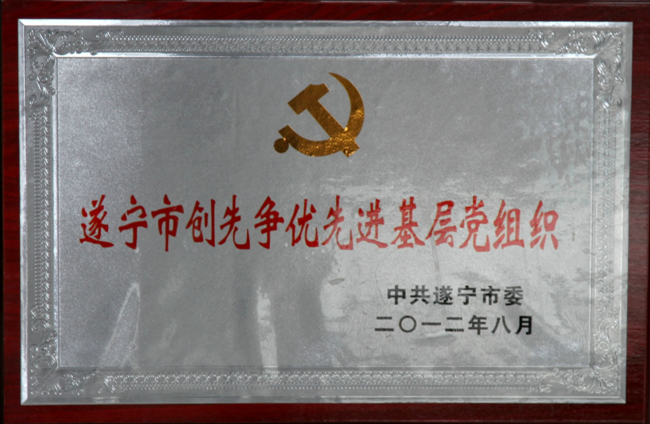 遂宁市创先争优先进基层党组织
中共遂宁市委
二〇一二年八月